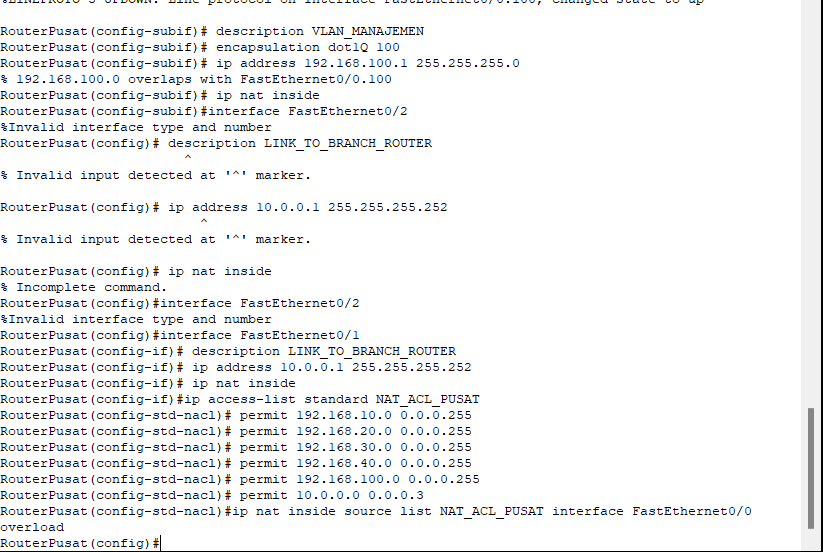 %LINEPROTO-5-UPDOWN: Line protocol on Interface FastEthernet0/0.100, changed state to up
RouterPusat(config-subif)# description VLAN_MANAJEMEN
RouterPusat(config-subif)# encapsulation dot1Q 100
RouterPusat(config-subif)# ip address 192.168.100.1 255.255.255.0
% 192.168.100.0 overlaps with FastEthernet0/0.100
RouterPusat(config-subif)# ip nat inside
RouterPusat(config-subif)#interface FastEthernet0/2
%Invalid interface type and number
RouterPusat(config)# description LINK_TO_BRANCH_ROUTER
^
% Invalid input detected at '^' marker.
RouterPusat(config)# ip address 10.0.0.1 255.255.255.252
^
% Invalid input detected at '^' marker.
RouterPusat(config)# ip nat inside
% Incomplete command.
RouterPusat(config)#interface FastEthernet0/2
%Invalid interface type and number
RouterPusat(config)#interface FastEthernet0/1
RouterPusat(config-if)# description LINK_TO_BRANCH_ROUTER
RouterPusat(config-if)# ip address 10.0.0.1 255.255.255.252
RouterPusat(config-if)# ip nat inside
RouterPusat(config-if)#ip access-list standard NAT_ACL_PUSAT
RouterPusat(config-std-nacl)# permit 192.168.10.0 0.0.0.255
RouterPusat(config-std-nacl)# permit 192.168.20.0 0.0.0.255
RouterPusat(config-std-nacl)# permit 192.168.30.0 0.0.0.255
RouterPusat(config-std-nacl)# permit 192.168.40.0 0.0.0.255
RouterPusat(config-std-nacl)# permit 192.168.100.0 0.0.0.255
RouterPusat(config-std-nacl)# permit 10.0.0.0 0.0.0.3
RouterPusat(config-std-nacl)#ip nat inside source list NAT_ACL_PUSAT interface FastEthernet0/0
overload
RouterPusat(config)#